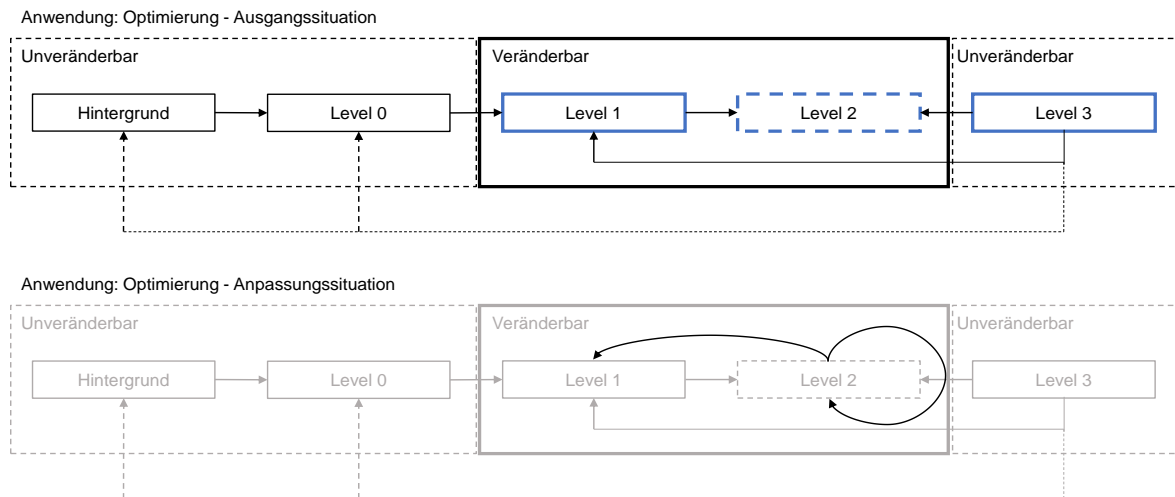 Anwendung: Optimierung - Ausgangssituation
Unveränderbar
Veränderbar
Unveränderbar
Hintergrund
Level 0
Level 1
Level 2
Level 3
Anwendung: Optimierung - Anpassungssituation
Unveränderbar
Veränderbar
Unveränderbar
Hintergrund
Level 0
Level 1
Level 2
Level 3